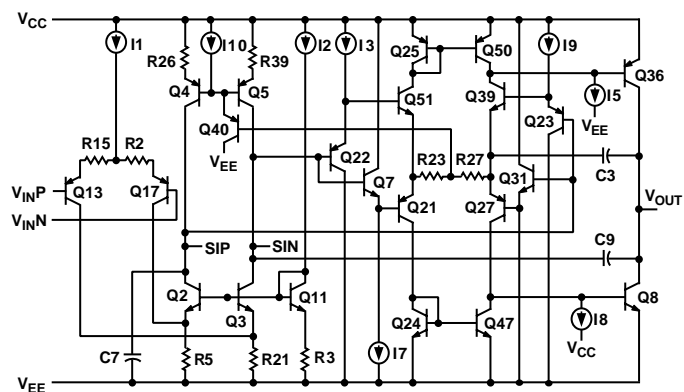 VCC
I1
I10
I2
I3
Q25
Q50
I9
R26
R39
Q36
Q4
Q5
Q51
Q39
I5
Q40
Q23
VEE
R15
R2
VEE
Q22
C3
VINP
Q13
Q17
Q7
R23
R27
Q31
VINN
Q21
Q27
VOUT
SIP
SIN
C9
Q2
Q3
Q11
Q24
Q47
Q8
I8
C7
R5
R21
R3
I7
VCC
VEE